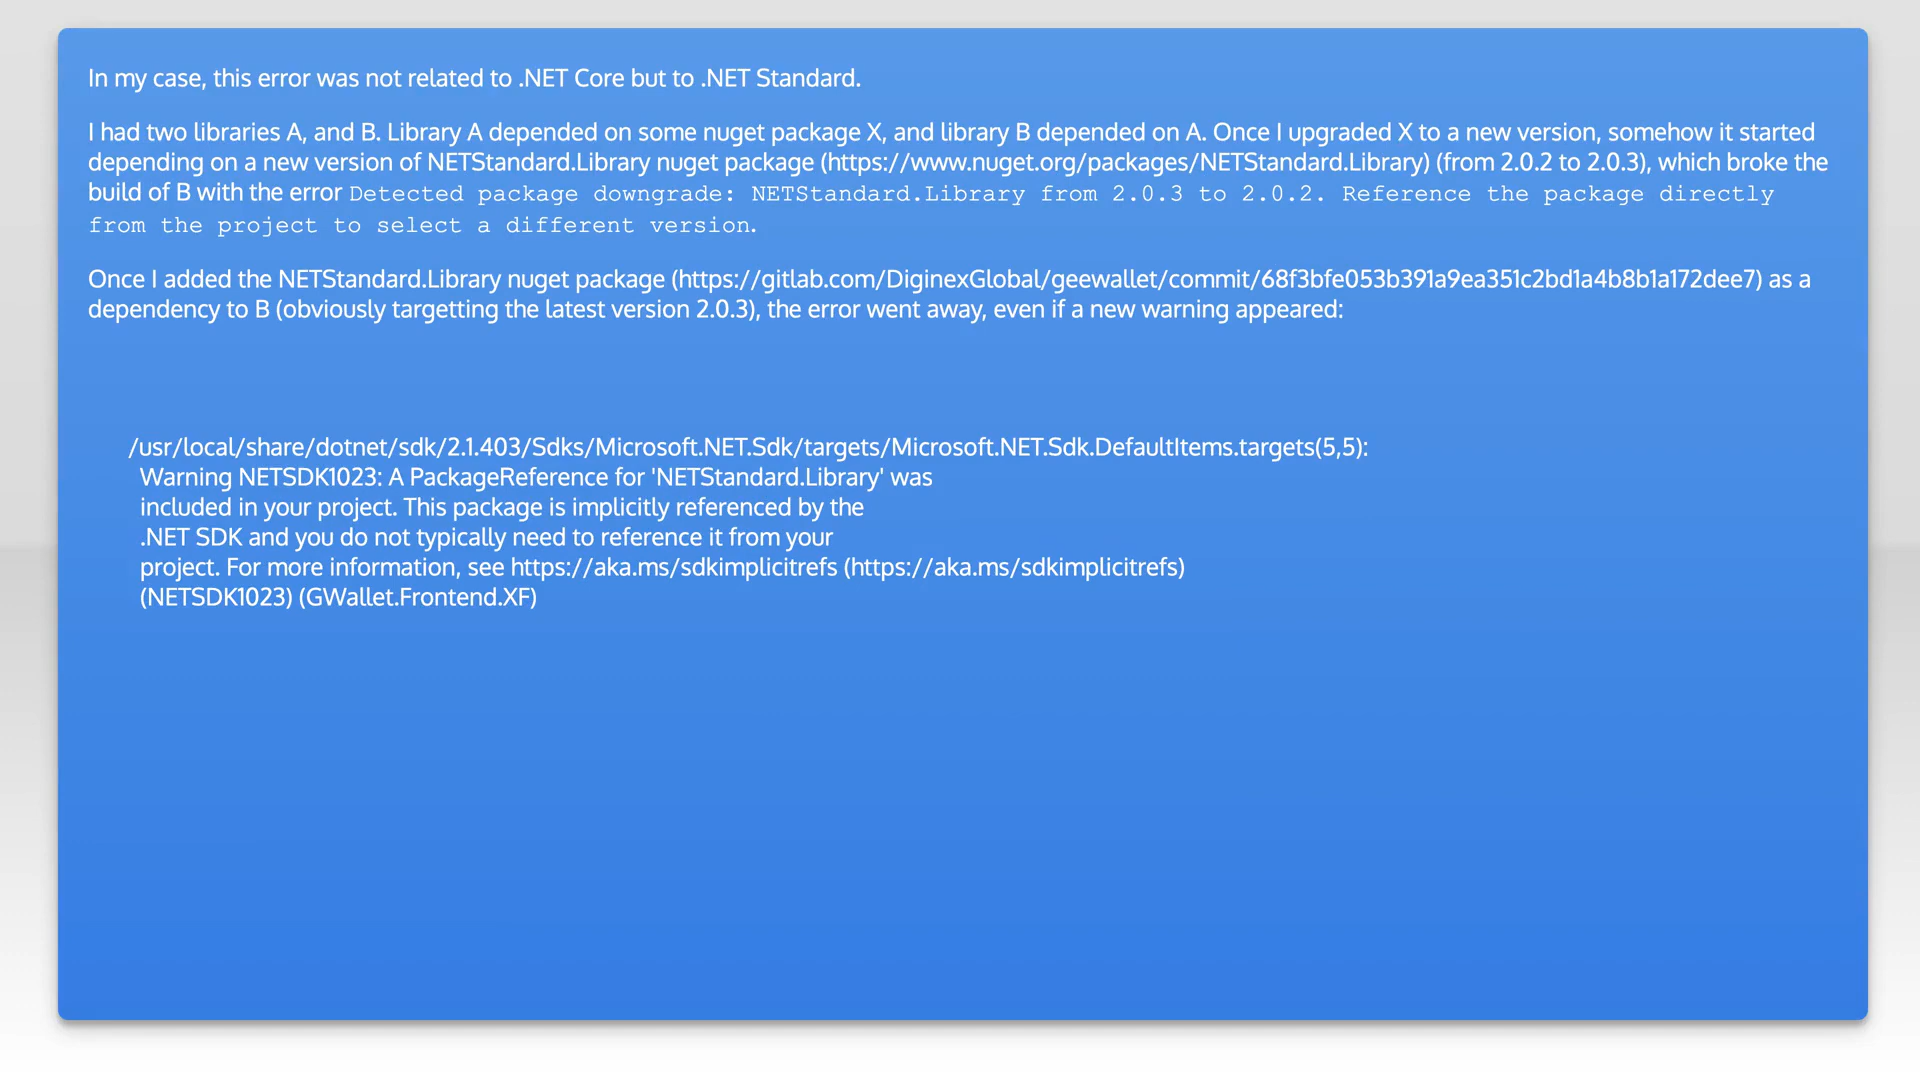 In my case, this error was not related to .NET Core but to .NET Standard.
I had two libraries A, and B. Library A depended on some nuget package X, and library B depended on A. Once I upgraded X to a new version, somehow it started
depending on a new version of NETStandard.Library nuget package (https://www.nuget.org/packages/NETStandard.Library) (from 2.0.2 to 2.0.3), which broke the
build of B with the error Detected package downgrade: NETStandard.Library from 2.0.3 to 2.0.2. Reference the package directly
from the project to select a different version.
Once I added the NETStandard.Library nuget package (https://gitlab.com/DiginexGlobal/geewallet/commit/68f3bfe053b391a9ea351c2bd1a4b8b1a172dee7) as a
dependency to B (obviously targetting the latest version 2.0.3), the error went away, even if a new warning appeared:
/usr/local/share/dotnet/sdk/2.1.403/Sdks/Microsoft.NET.Sdk/targets/Microsoft.NET.Sdk.DefaultItems.targets(5,5):
Warning NETSDK1023: A PackageReference for 'NETStandard.Library' was
included in your project. This package is implicitly referenced by the
.NET SDK and you do not typically need to reference it from your
project. For more information, see https://aka.ms/sdkimplicitrefs (https://aka.ms/sdkimplicitrefs)
(NETSDK1023) (GWallet.Frontend.XF)